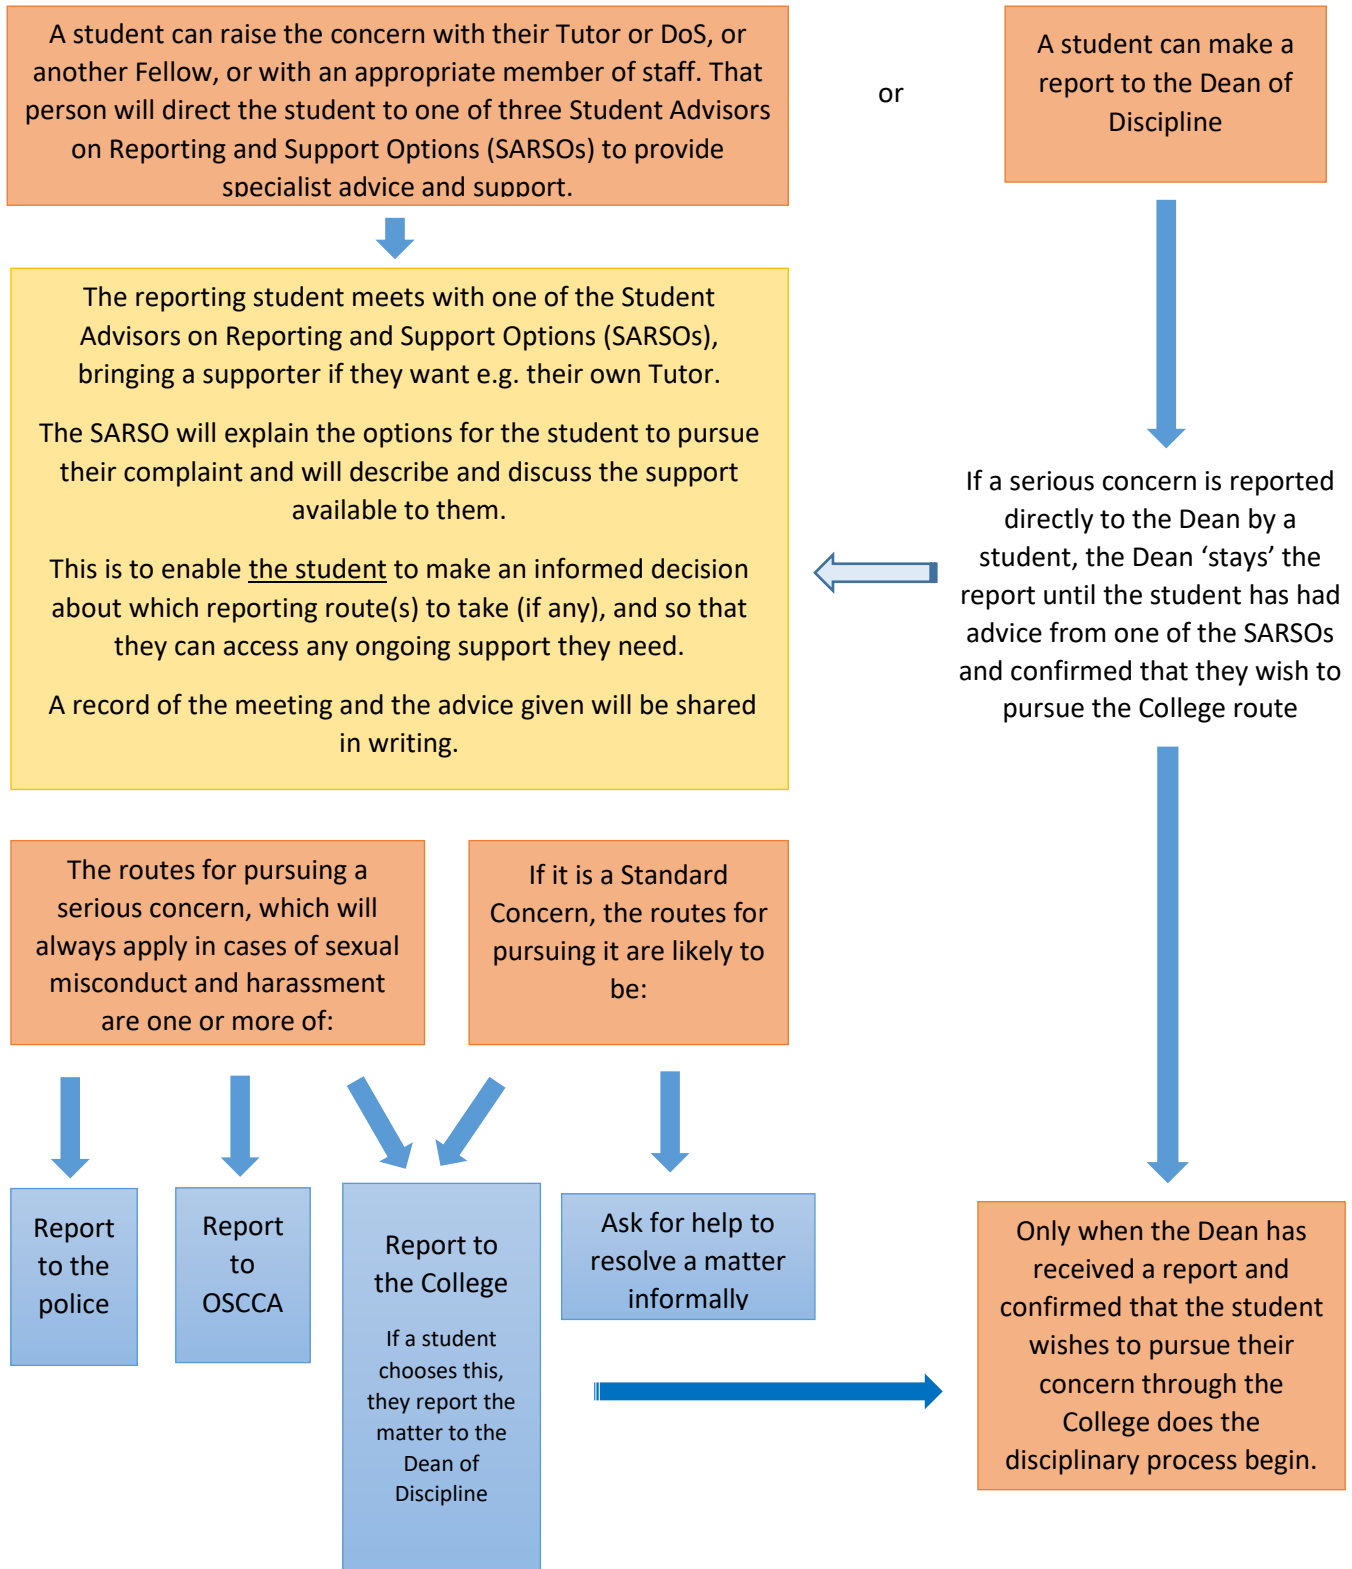 A student can raise the concern with their Tutor or DoS, or
another Fellow, or with an appropriate member of staff. That
person will direct the student to one of three Student Advisors
on Reporting and Support Options (SARSOs) to provide
specialist advice and support.
or
A student can make a
report to the Dean of
Discipline
The reporting student meets with one of the Student
Advisors on Reporting and Support Options (SARSOs),
bringing a supporter if they want e.g. their own Tutor.
The SARSO will explain the options for the student to pursue
their complaint and will describe and discuss the support
available to them.
This is to enable the student to make an informed decision
about which reporting route(s) to take (if any), and so that
they can access any ongoing support they need.
A record of the meeting and the advice given will be shared
in writing.
If a serious concern is reported
directly to the Dean by a
student, the Dean ‘stays’ the
report until the student has had
advice from one of the SARSOs
and confirmed that they wish to
pursue the College route
The routes for pursuing a
serious concern, which will
always apply in cases of sexual
misconduct and harassment
are one or more of:
If it is a Standard
Concern, the routes for
pursuing it are likely to
be:
Report
to the
police
Report
to
OSCCA
Report to
the College
If a student
chooses this,
they report the
matter to the
Dean of
Discipline
Ask for help to
resolve a matter
informally
Only when the Dean has
received a report and
confirmed that the student
wishes to pursue their
concern through the
College does the
disciplinary process begin.